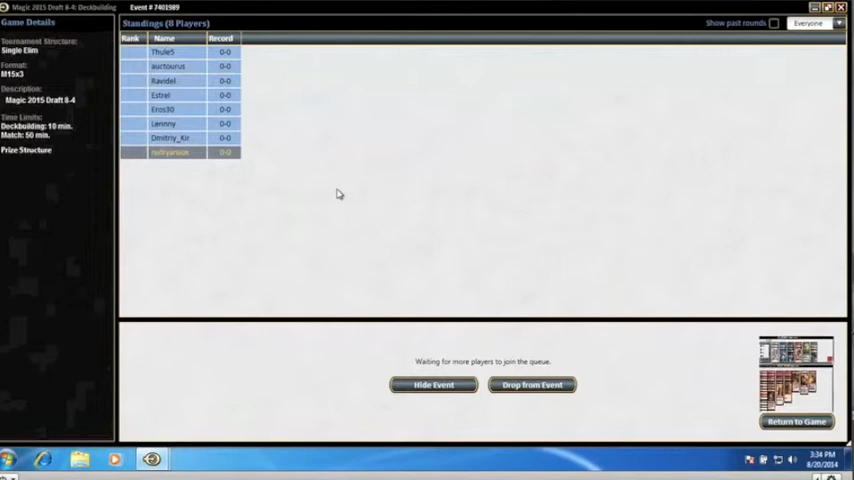 Magic 2015 Draft 8-4: Deckbuilding Event # 7401989
Game Details
Tournament Structure:
Single Elim
Format:
M15x3
Description:
Magic 2015 Draft 8-4
Time Limits:
Deckbuilding: 10 min.
Match: 50 min.
Prize Structure
Standings (8 Players)
Show past rounds
Everyone
Rank Name Record
Thule5 0-0
auctourus 0-0
Ravidel 0-0
Estrel 0-0
Eros30 0-0
Lennny 0-0
Dmitriy_Kir 0-0
0-0
Waiting for more players to join the queue.
Hide Event Drop from Event
Return to Game
3:34 PM
8/20/2014